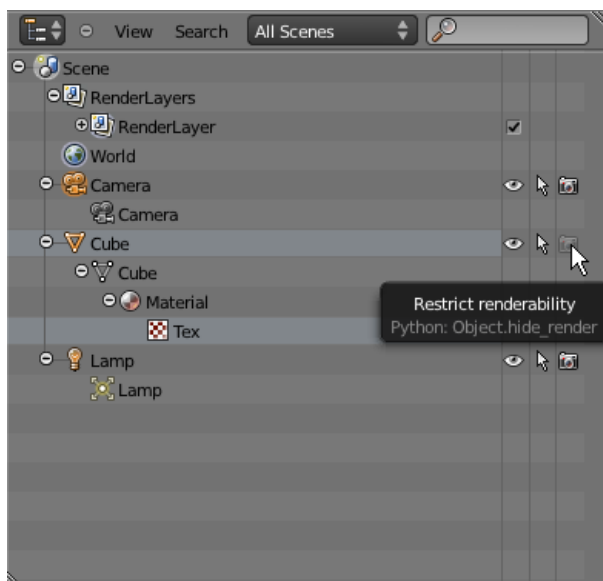 View Search All Scenes
Scene
RenderLayers
RenderLayer
World
Camera
Camera
Cube
Cube
Material
Restrict renderability
Python: Object.hide_render
Tex
Lamp
Lamp